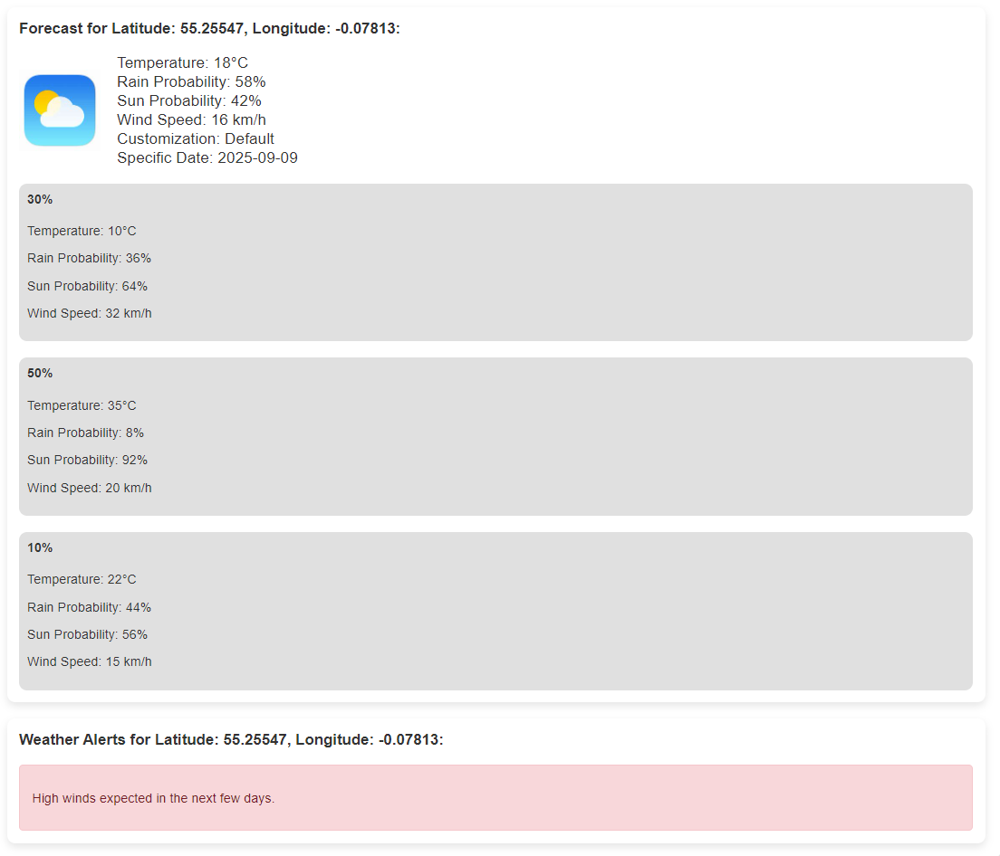 Forecast for Latitude: 55.25547, Longitude: -0.07813:
Temperature: 18°C
Rain Probability: 58%
Sun Probability: 42%
Wind Speed: 16 km/h
Customization: Default
Specific Date: 2025-09-09
30%
Temperature: 10°C
Rain Probability: 36%
Sun Probability: 64%
Wind Speed: 32 km/h
50%
Temperature: 35°C
Rain Probability: 8%
Sun Probability: 92%
Wind Speed: 20 km/h
10%
Temperature: 22°C
Rain Probability: 44%
Sun Probability: 56%
Wind Speed: 15 km/h
Weather Alerts for Latitude: 55.25547, Longitude: -0.07813:
High winds expected in the next few days.